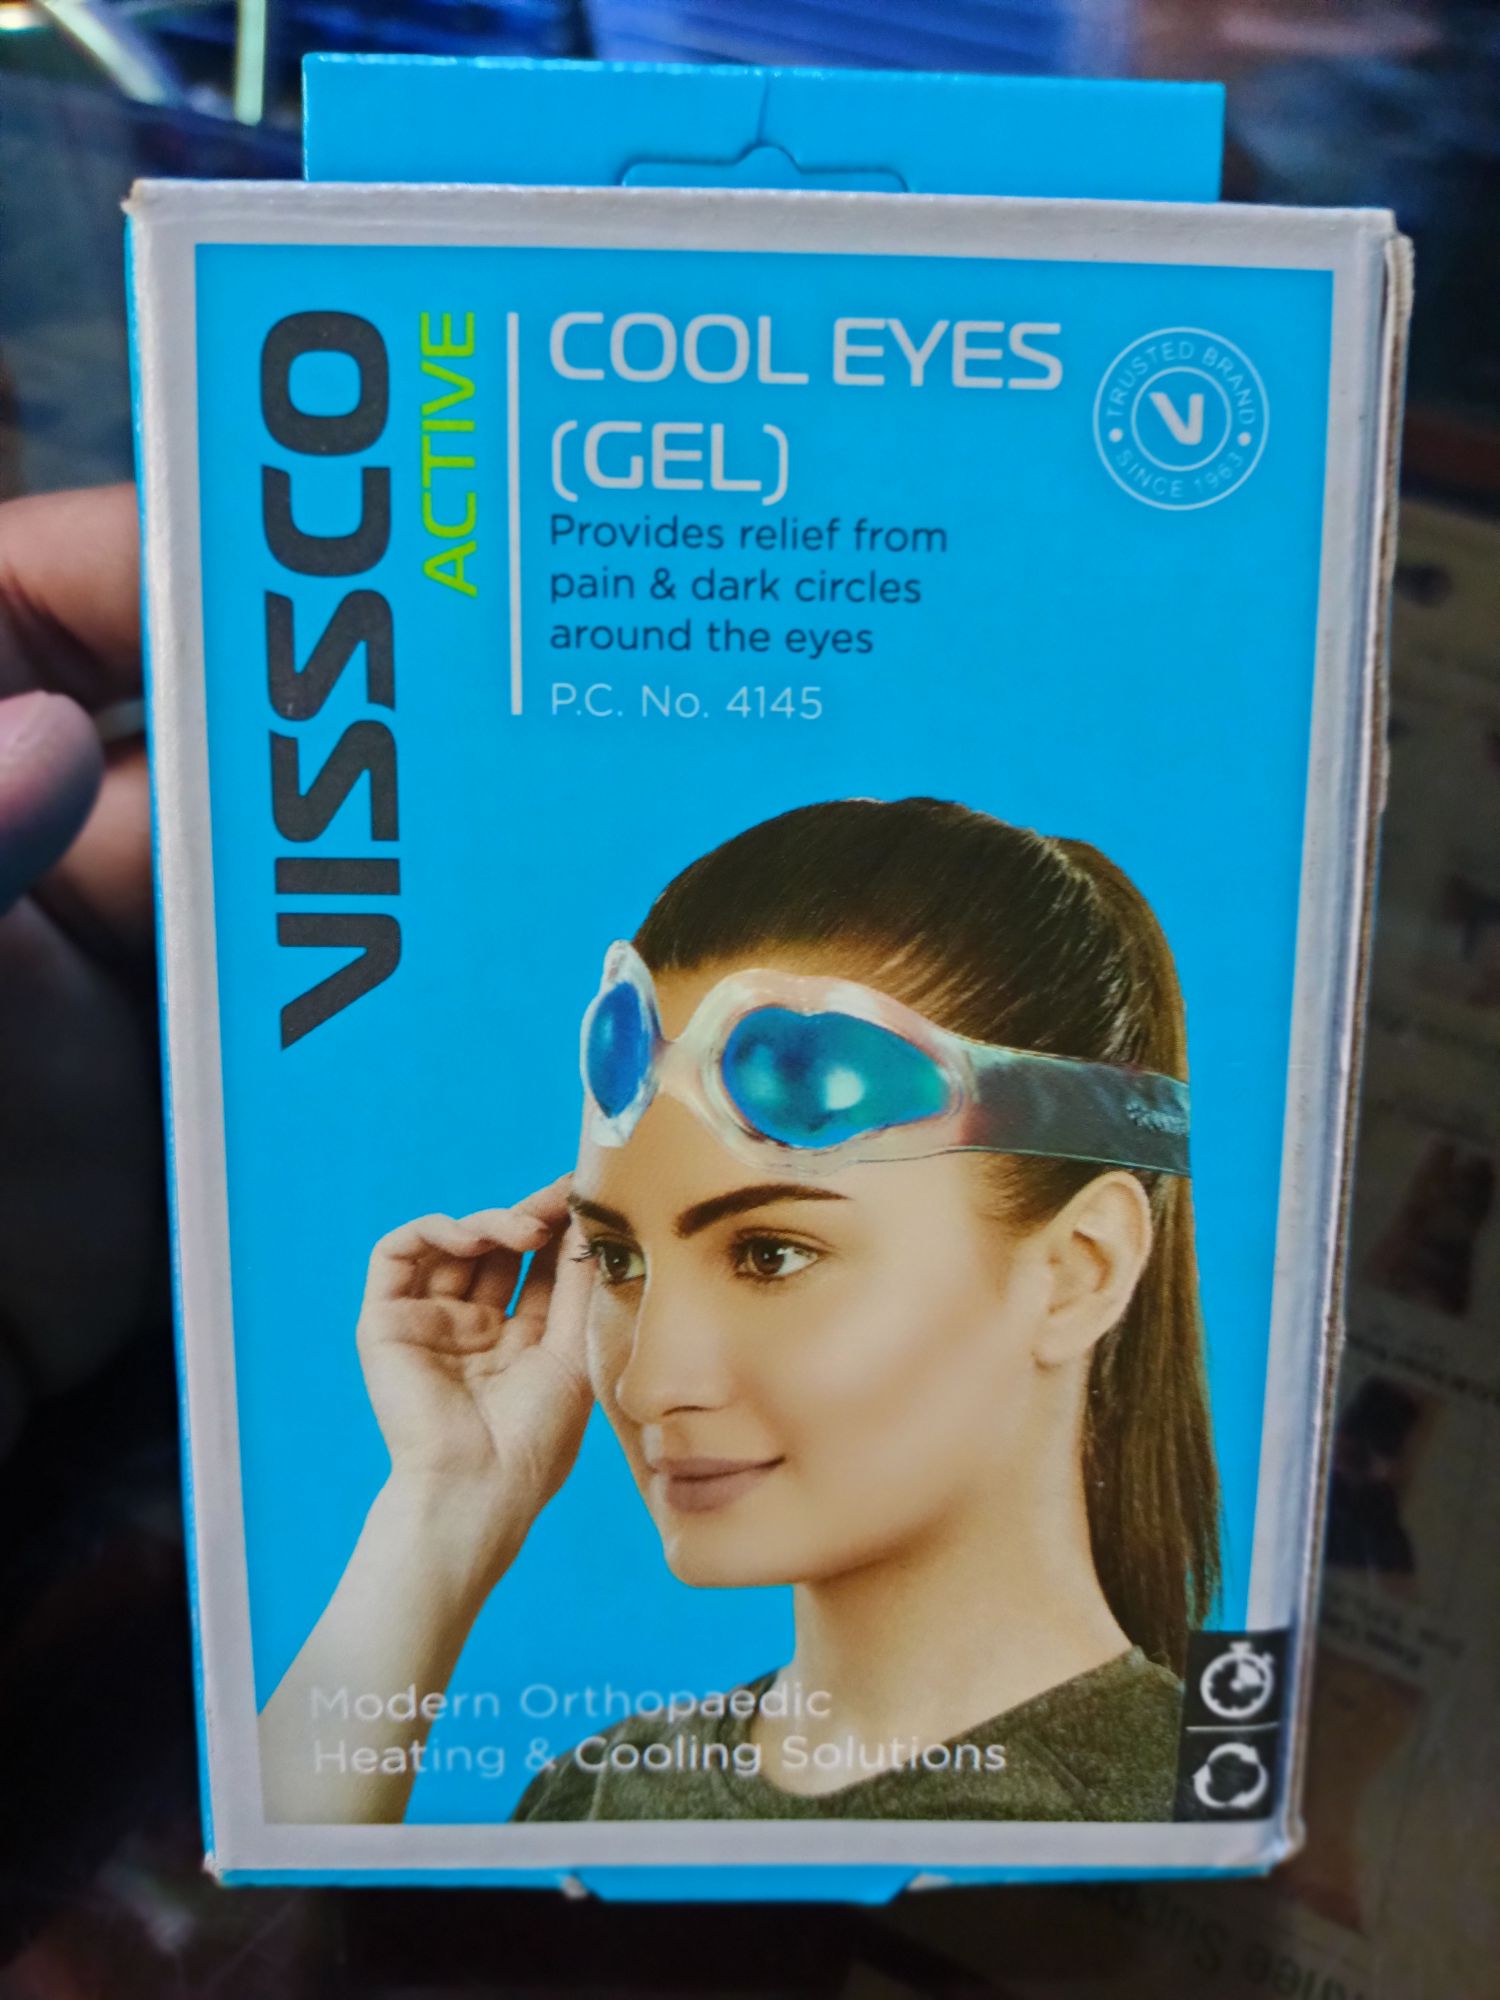 VISSCO
ACTIVE
COOL EYES
(GEL)
Provides relief from
pain & dark circles
around the eyes
P.C. No. 4145
TRUSTED BRAND
V
SINCE 1963
Modern Orthopaedic
Heating & Cooling Solutions